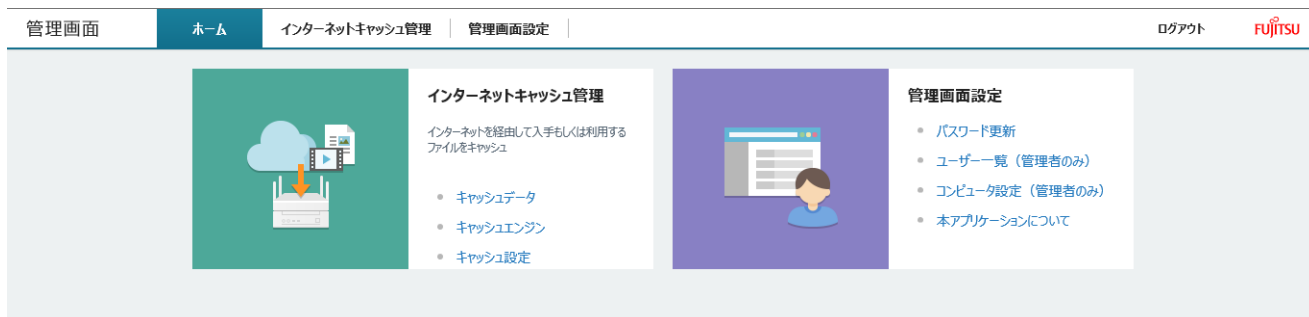 管理画面 ホーム インターネットキャッシュ管理 管理画面設定 ログアウト FUJITSU
インターネットキャッシュ管理
インターネットを経由して入手もしくは利用する
ファイルをキャッシュ
キャッシュデータ
キャッシュエンジン
キャッシュ設定
管理画面設定
パスワード更新
ユーザー一覧（管理者のみ）
コンピュータ設定（管理者のみ）
本アプリケーションについて